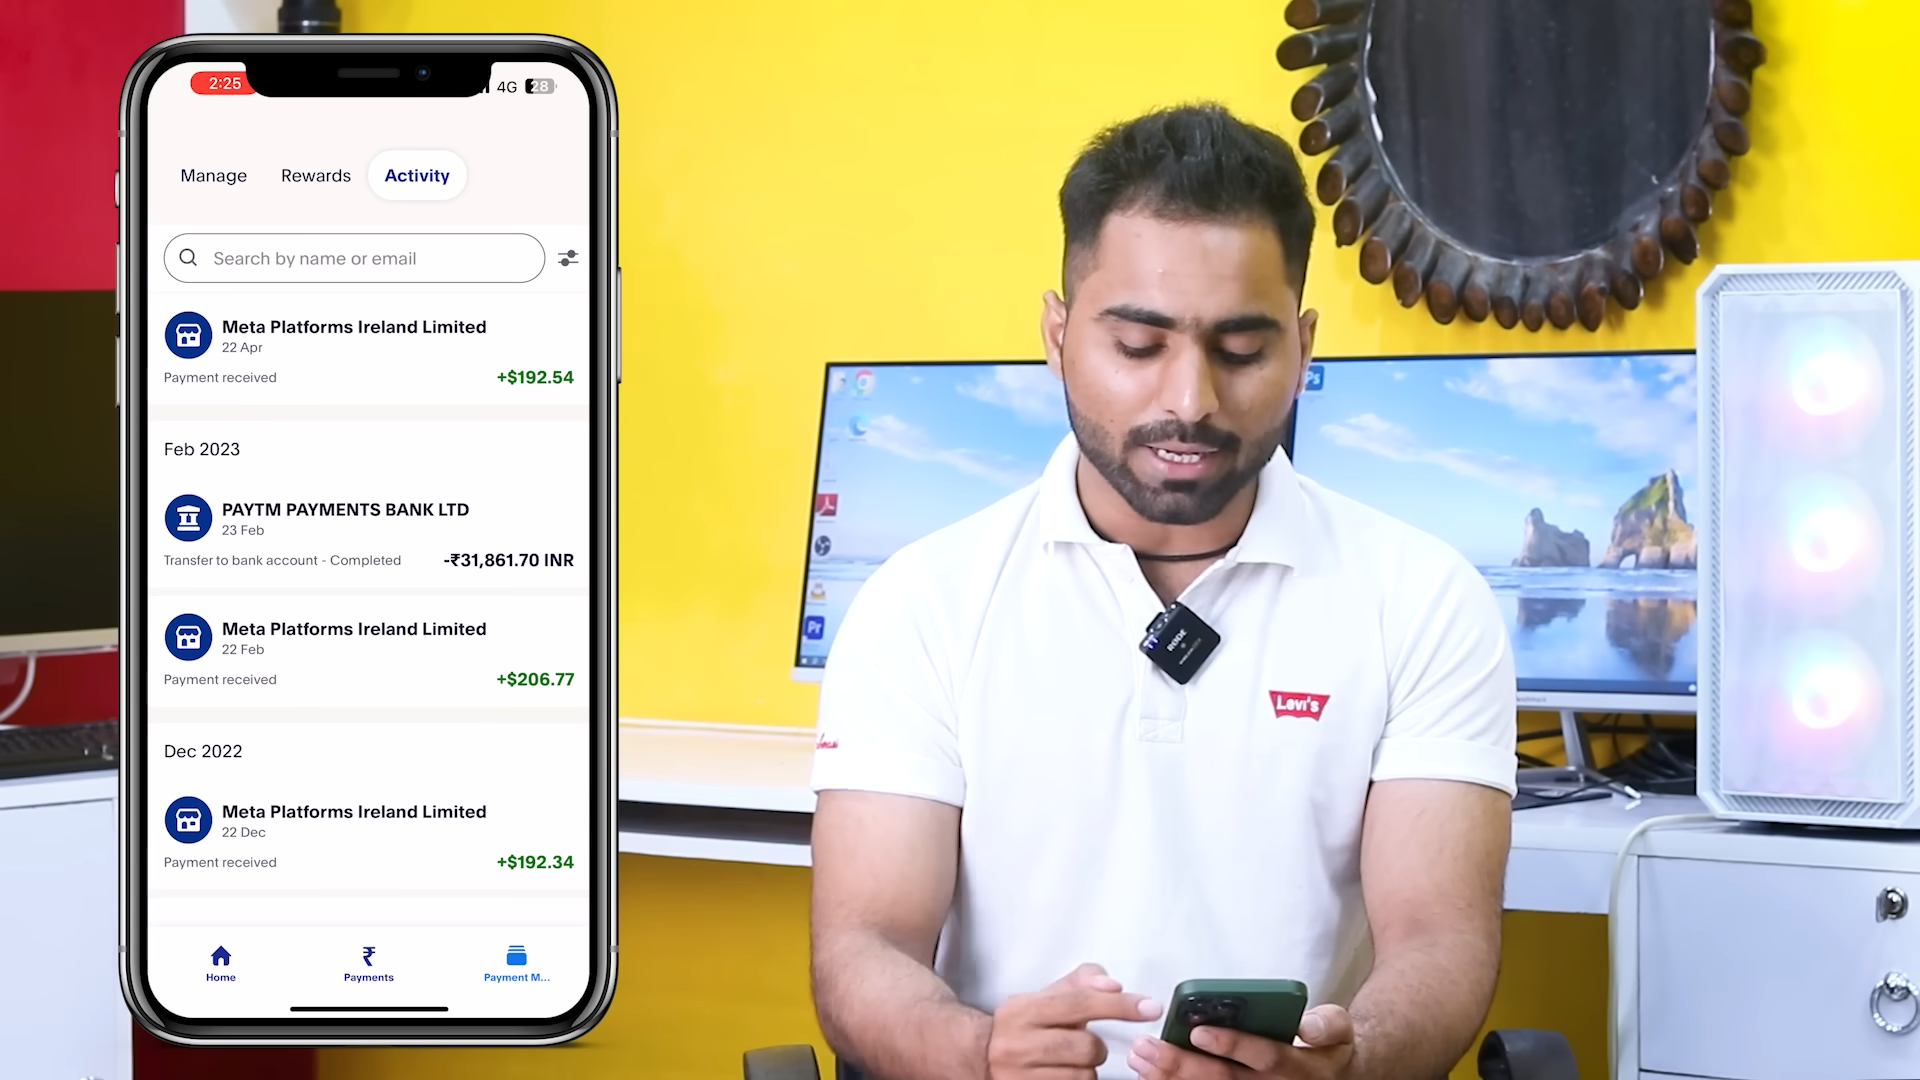 2:25
4G 28
Manage Rewards Activity
Search by name or email
Meta Platforms Ireland Limited
22 Apr
Payment received +$192.54
Feb 2023
PAYTM PAYMENTS BANK LTD
23 Feb
Transfer to bank account - Completed -₹31,861.70 INR
Meta Platforms Ireland Limited
22 Feb
Payment received +$206.77
Dec 2022
Meta Platforms Ireland Limited
22 Dec
Payment received +$192.34
Home Payments Payment M...
Ps
Pr
RØDE
Levi's